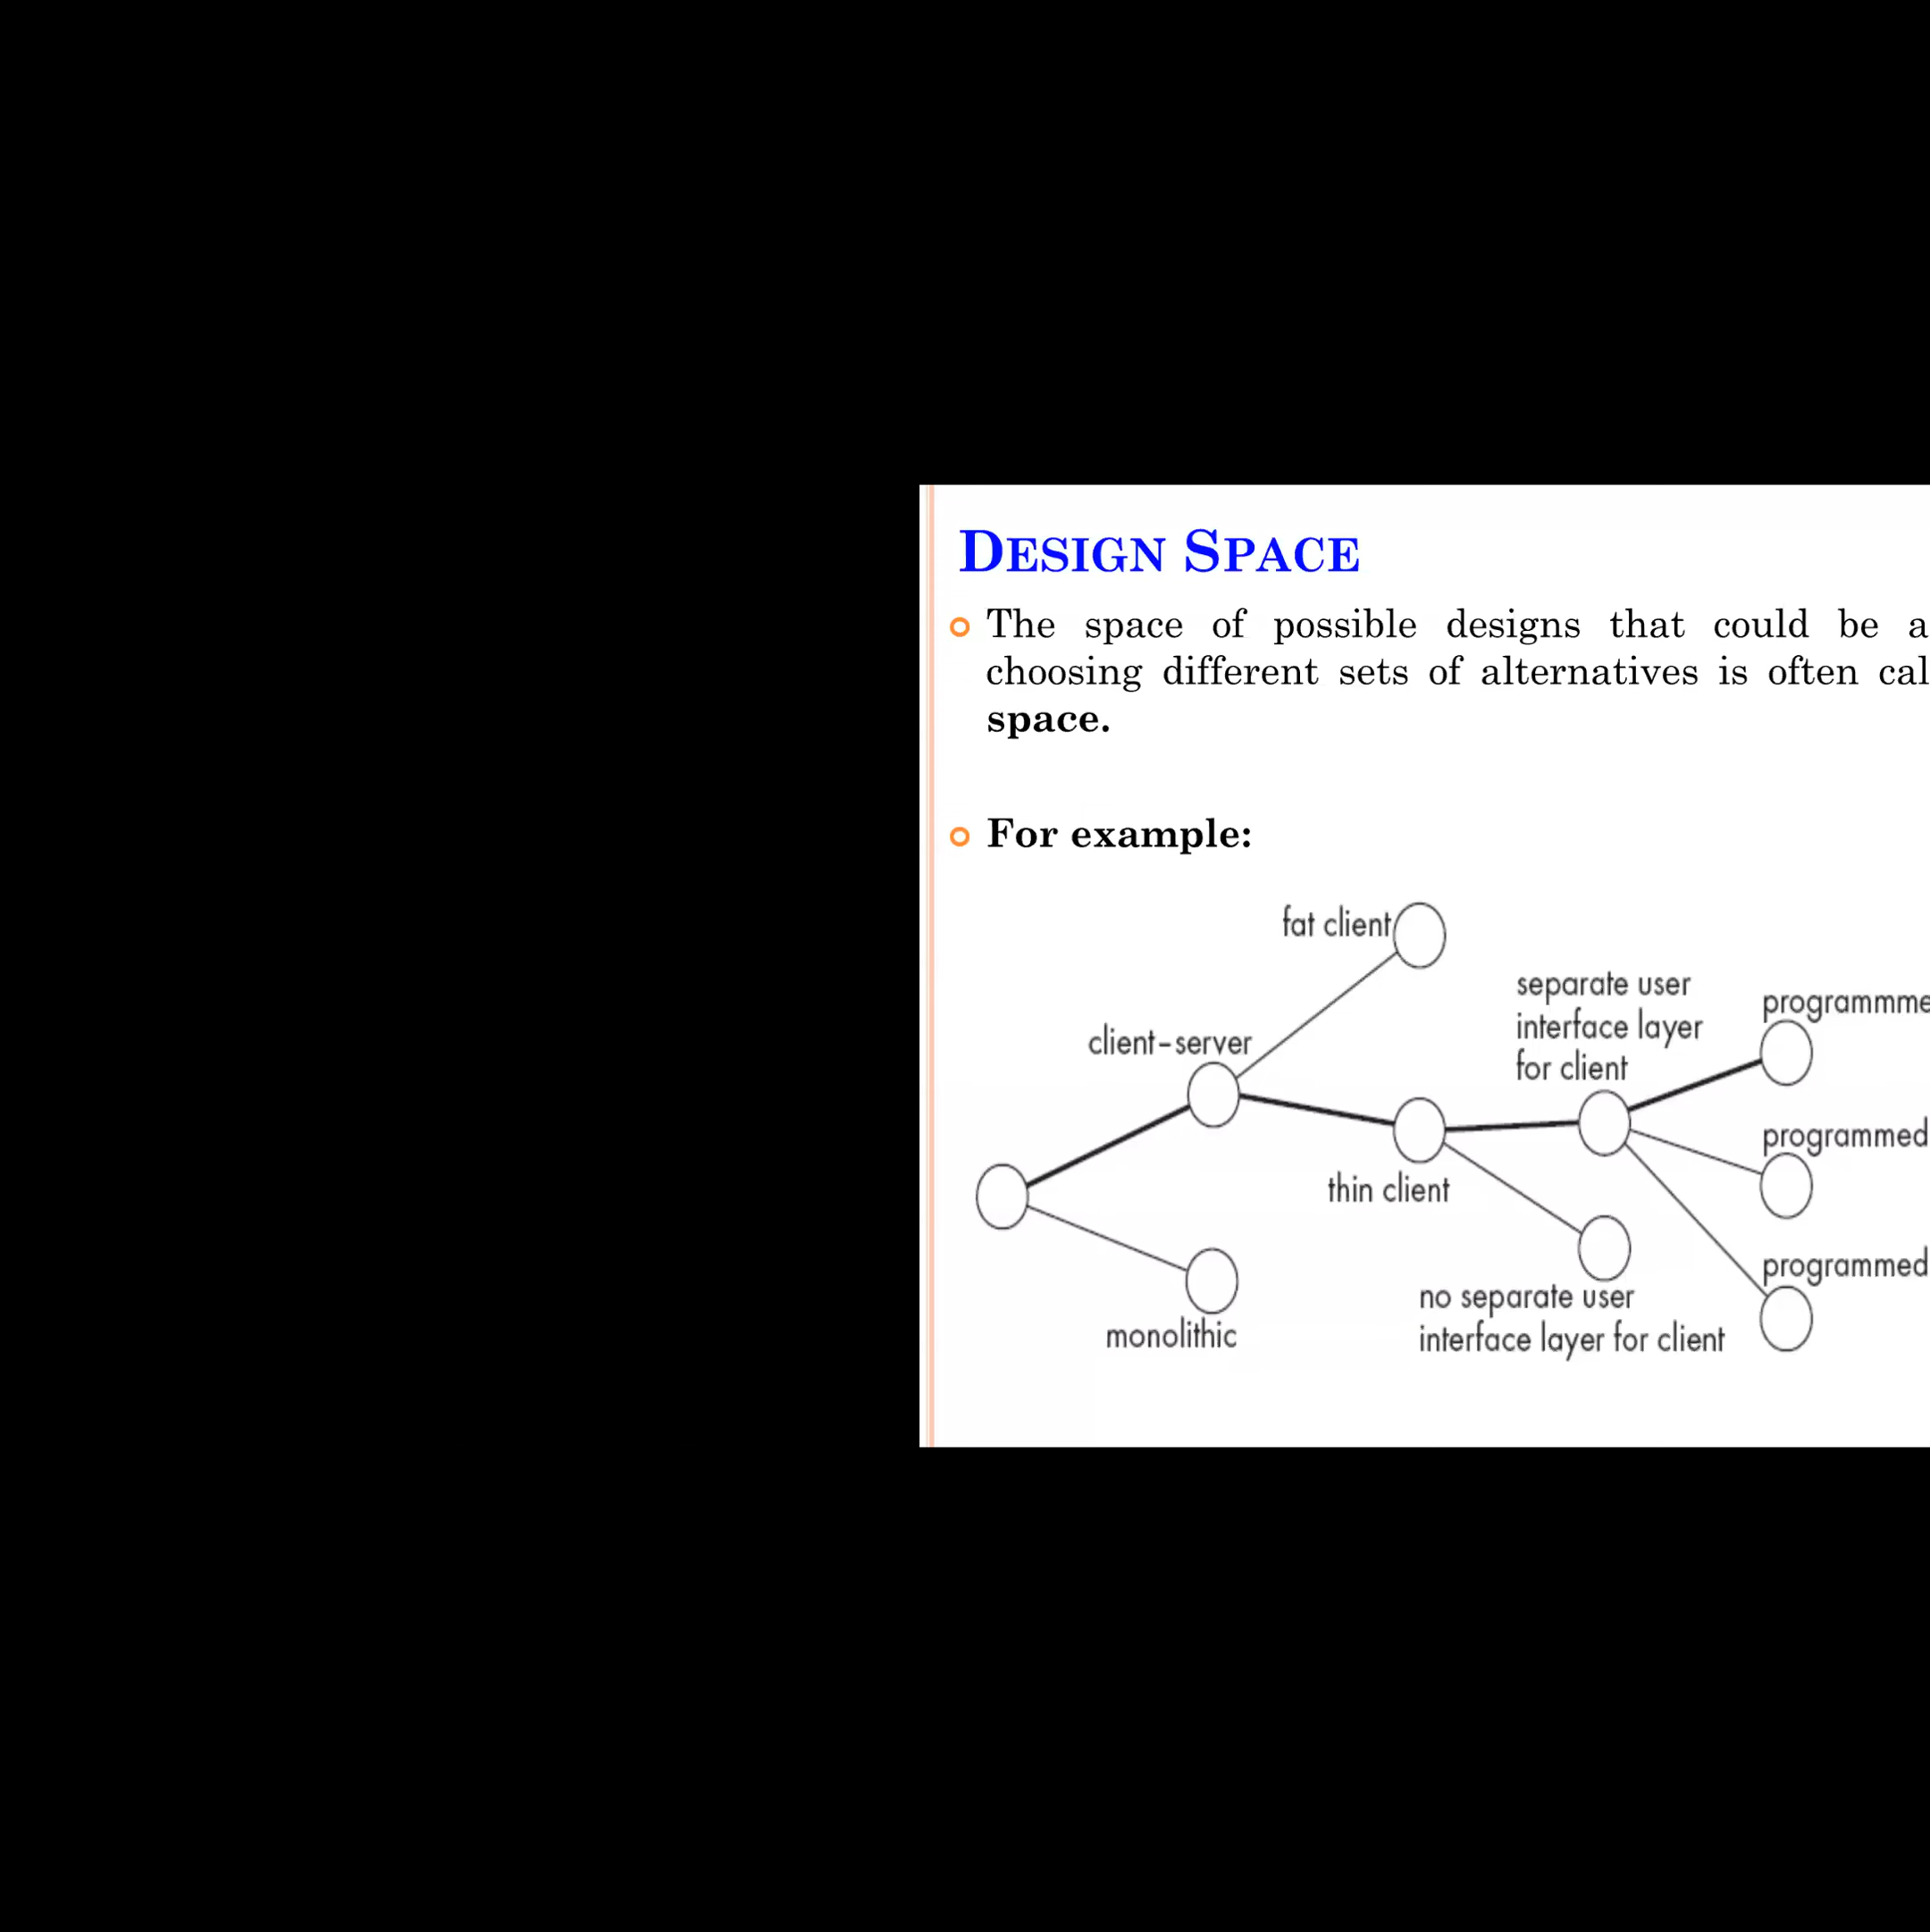 DESIGN SPACE
The space of possible designs that could be a
choosing different sets of alternatives is often cal
space.
For example:
fat client
separate user
interface layer
for client
programmme
client-server
programmed
thin client
programmed
no separate user
interface layer for client
monolithic